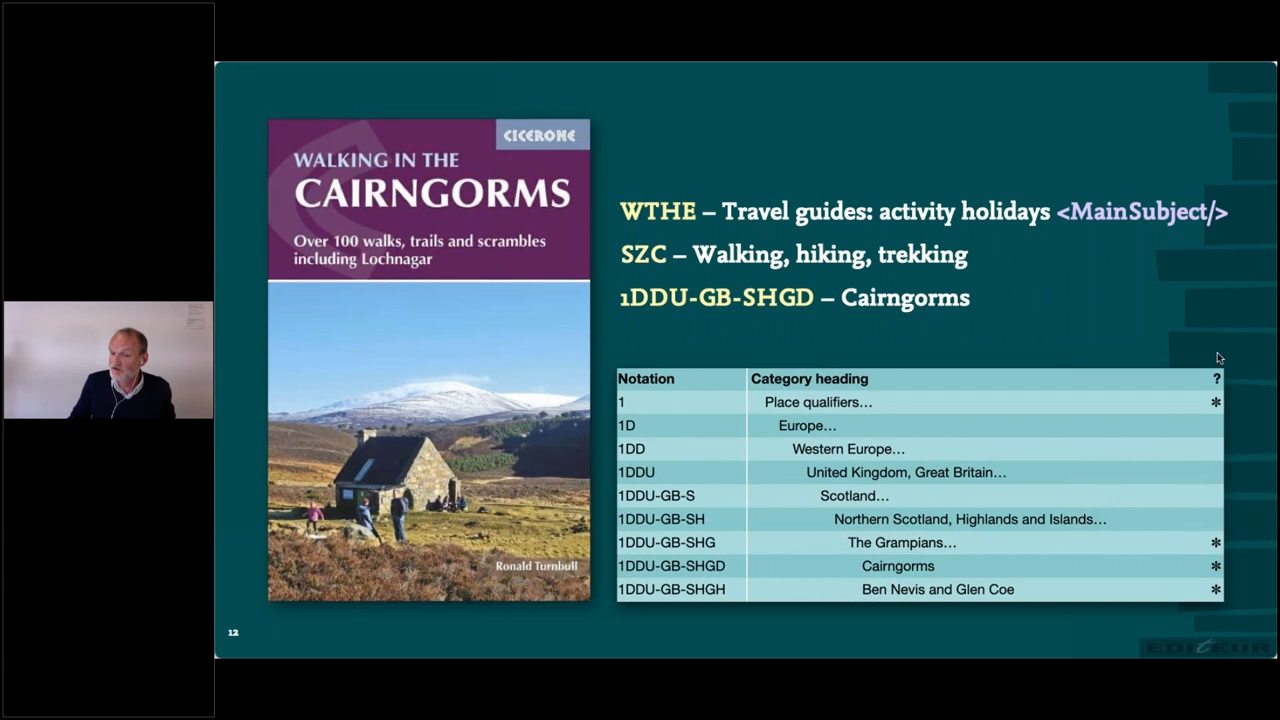 CICERONE
WALKING IN THE
CAIRNGORMS
Over 100 walks, trails and scrambles
including Lochnagar
Ronald Turnbull
WTHE – Travel guides: activity holidays <MainSubject/>
SZC – Walking, hiking, trekking
1DDU-GB-SHGD – Cairngorms
Notation Category heading ?
1 Place qualifiers… *
1D Europe…
1DD Western Europe…
1DDU United Kingdom, Great Britain…
1DDU-GB-S Scotland…
1DDU-GB-SH Northern Scotland, Highlands and Islands…
1DDU-GB-SHG The Grampians… *
1DDU-GB-SHGD Cairngorms *
1DDU-GB-SHGH Ben Nevis and Glen Coe *
12
EDItEUR